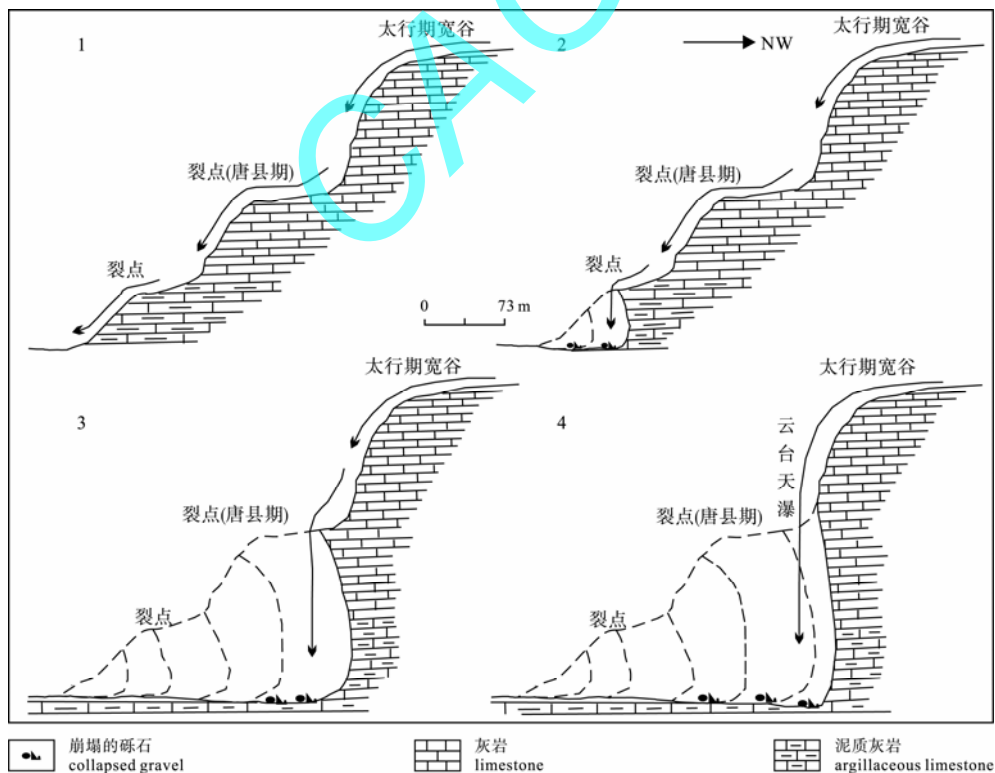 1
太行期宽谷
裂点(唐县期)
裂点
2
NW
太行期宽谷
裂点(唐县期)
裂点
0 73 m
3
太行期宽谷
裂点(唐县期)
裂点
4
太行期宽谷
云台天瀑
裂点(唐县期)
裂点
崩塌的砾石
collapsed gravel
灰岩
limestone
泥质灰岩
argillaceous limestone